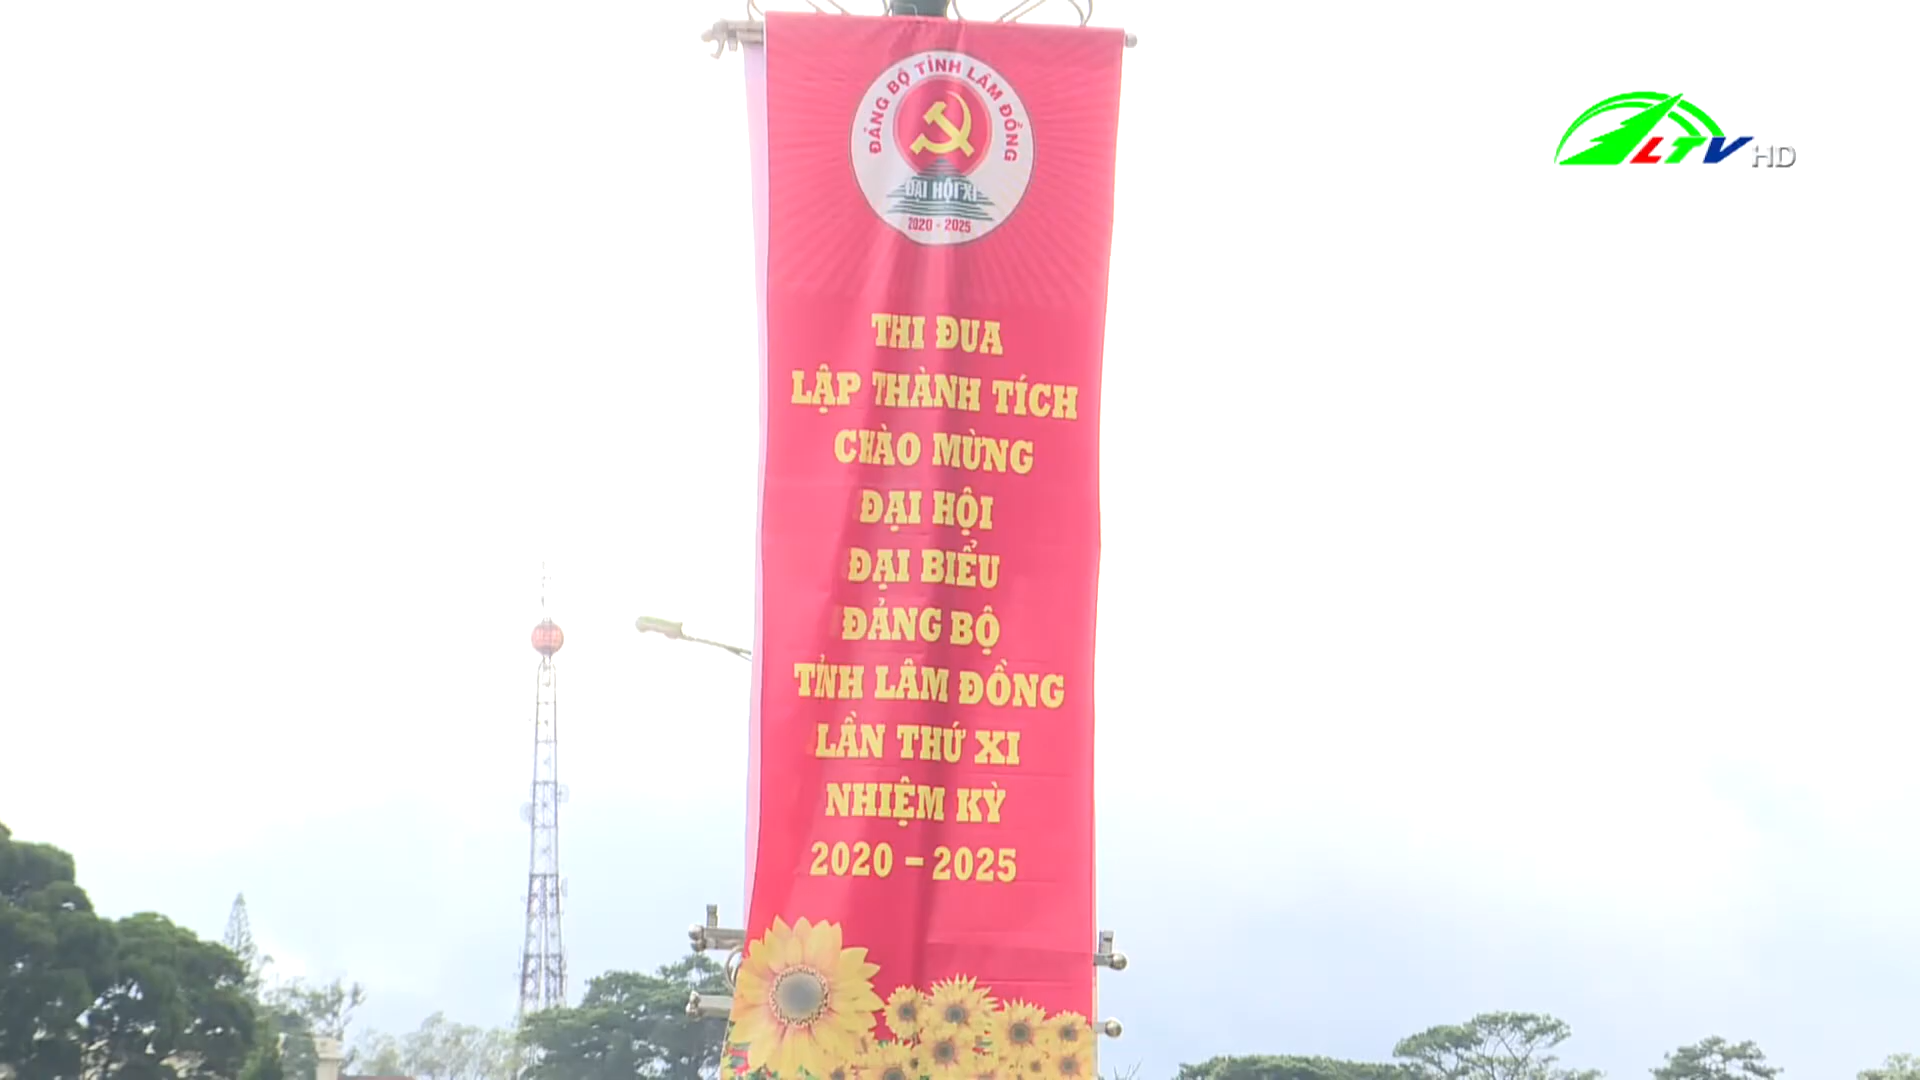 ĐẢNG BỘ TỈNH LÂM ĐỒNG
ĐẠI HỘI XI
2020 - 2025
LTV HD
THI ĐUA
LẬP THÀNH TÍCH
CHÀO MỪNG
ĐẠI HỘI
ĐẠI BIỂU
ĐẢNG BỘ
TỈNH LÂM ĐỒNG
LẦN THỨ XI
NHIỆM KỲ
2020 – 2025